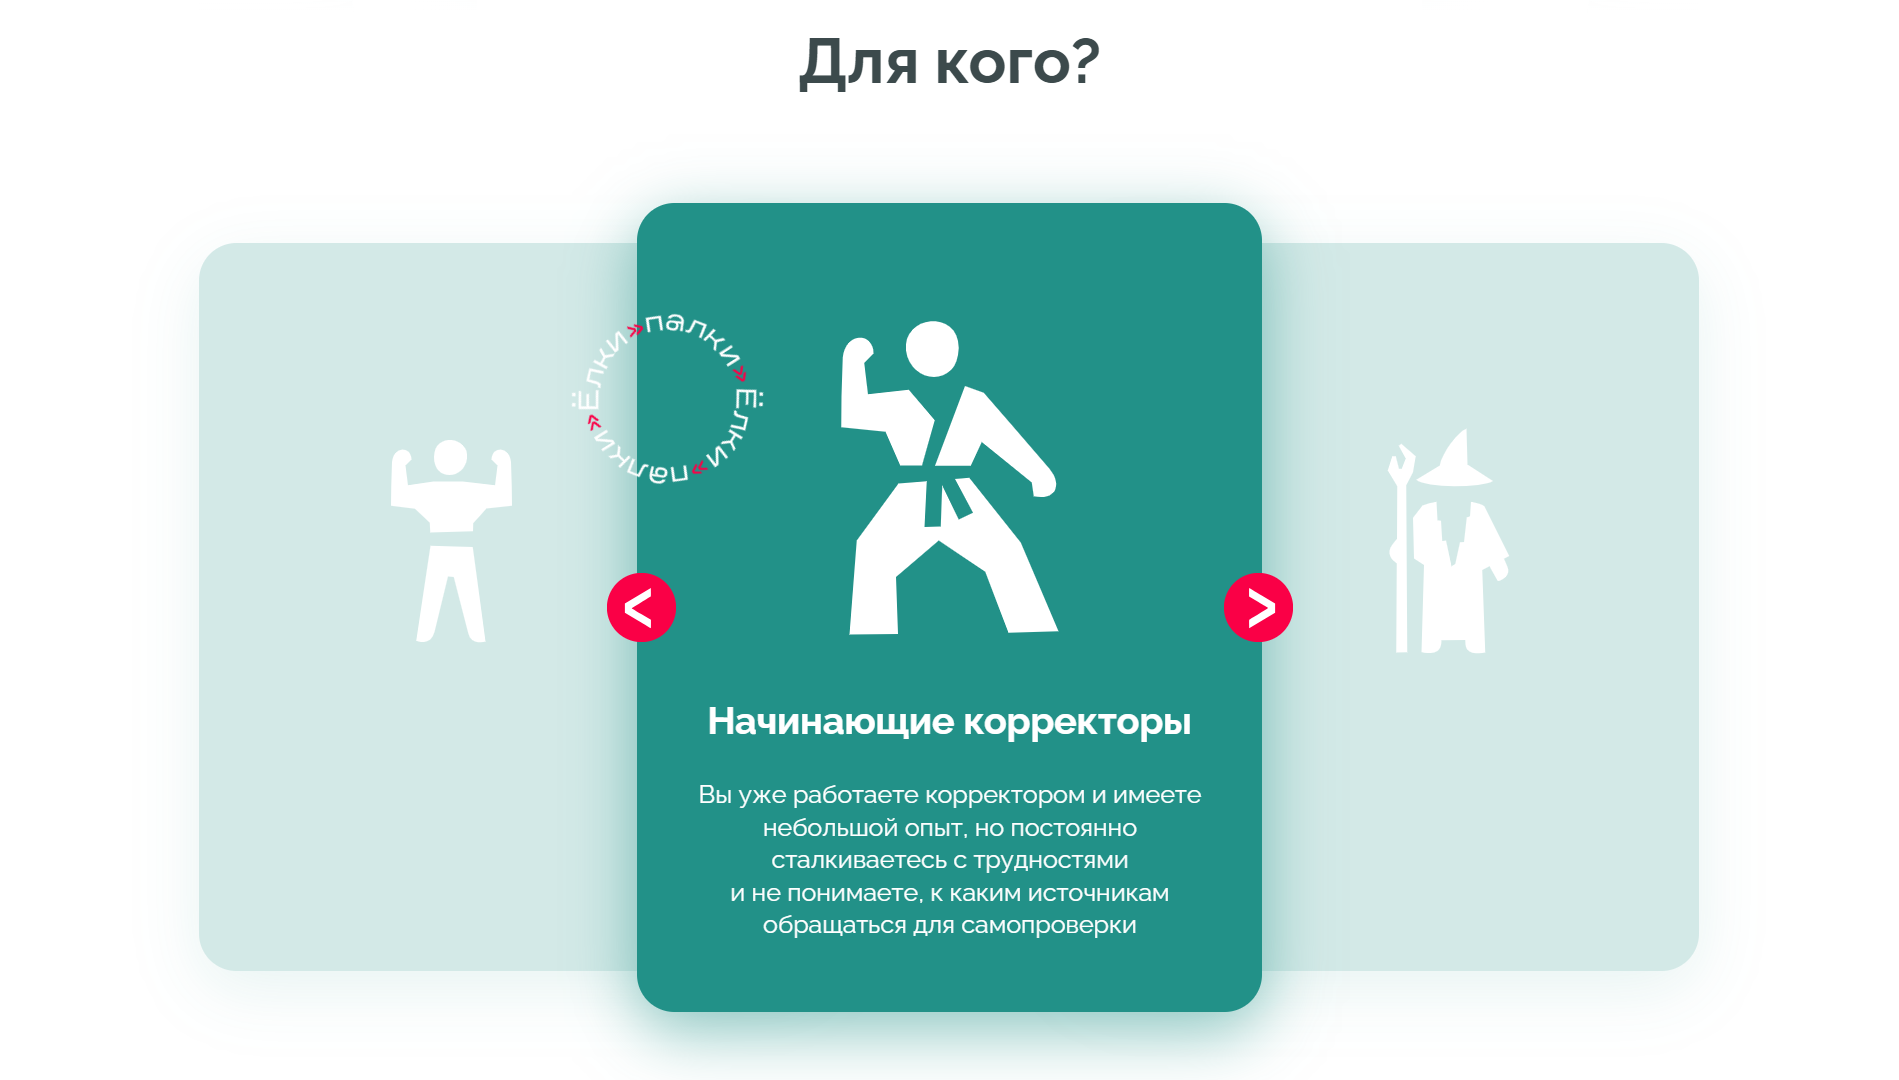 Для кого?
Ёлки»палки»Ёлки»палки»
<
>
Начинающие корректоры
Вы уже работаете корректором и имеете
небольшой опыт, но постоянно
сталкиваетесь с трудностями
и не понимаете, к каким источникам
обращаться для самопроверки